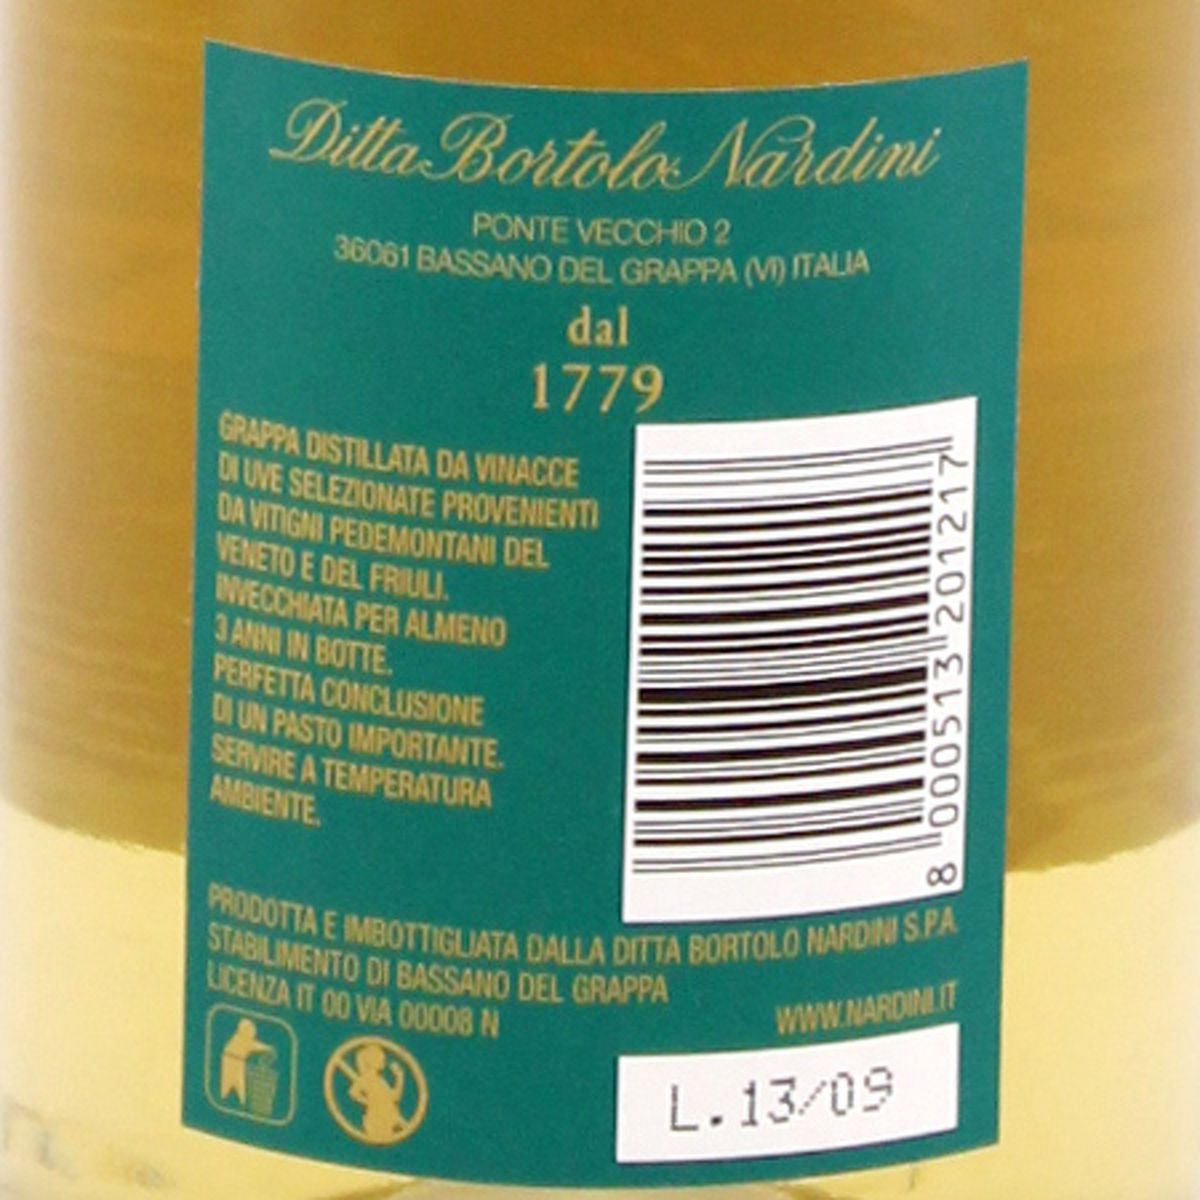 Ditta Bortolo Nardini
PONTE VECCHIO 2
36061 BASSANO DEL GRAPPA (VI) ITALIA
dal
1779
GRAPPA DISTILLATA DA VINACCE
DI UVE SELEZIONATE PROVENIENTI
DA VITIGNI PEDEMONTANI DEL
VENETO E DEL FRIULI.
INVECCHIATA PER ALMENO
3 ANNI IN BOTTE.
PERFETTA CONCLUSIONE
DI UN PASTO IMPORTANTE.
SERVIRE A TEMPERATURA
AMBIENTE.
8 000513 201217
PRODOTTA E IMBOTTIGLIATA DALLA DITTA BORTOLO NARDINI S.P.A.
STABILIMENTO DI BASSANO DEL GRAPPA
LICENZA IT 00 VIA 00008 N
WWW.NARDINI.IT
L.13/09